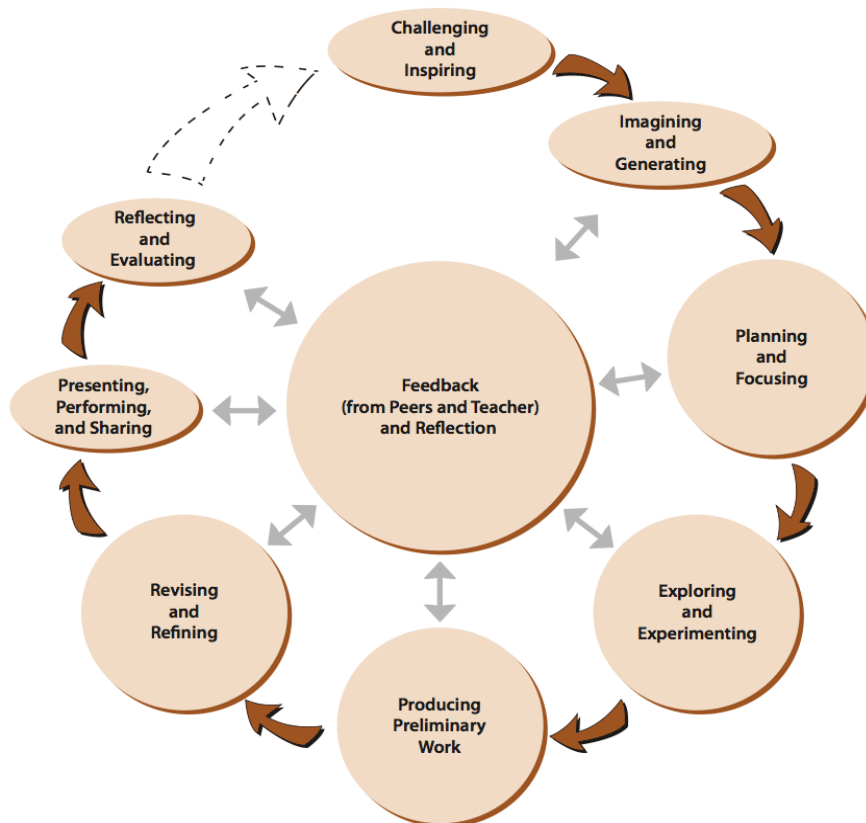 Challenging
and
Inspiring
Imagining
and
Generating
Planning
and
Focusing
Exploring
and
Experimenting
Producing
Preliminary
Work
Revising
and
Refining
Presenting,
Performing,
and Sharing
Reflecting
and
Evaluating
Feedback
(from Peers and Teacher)
and Reflection